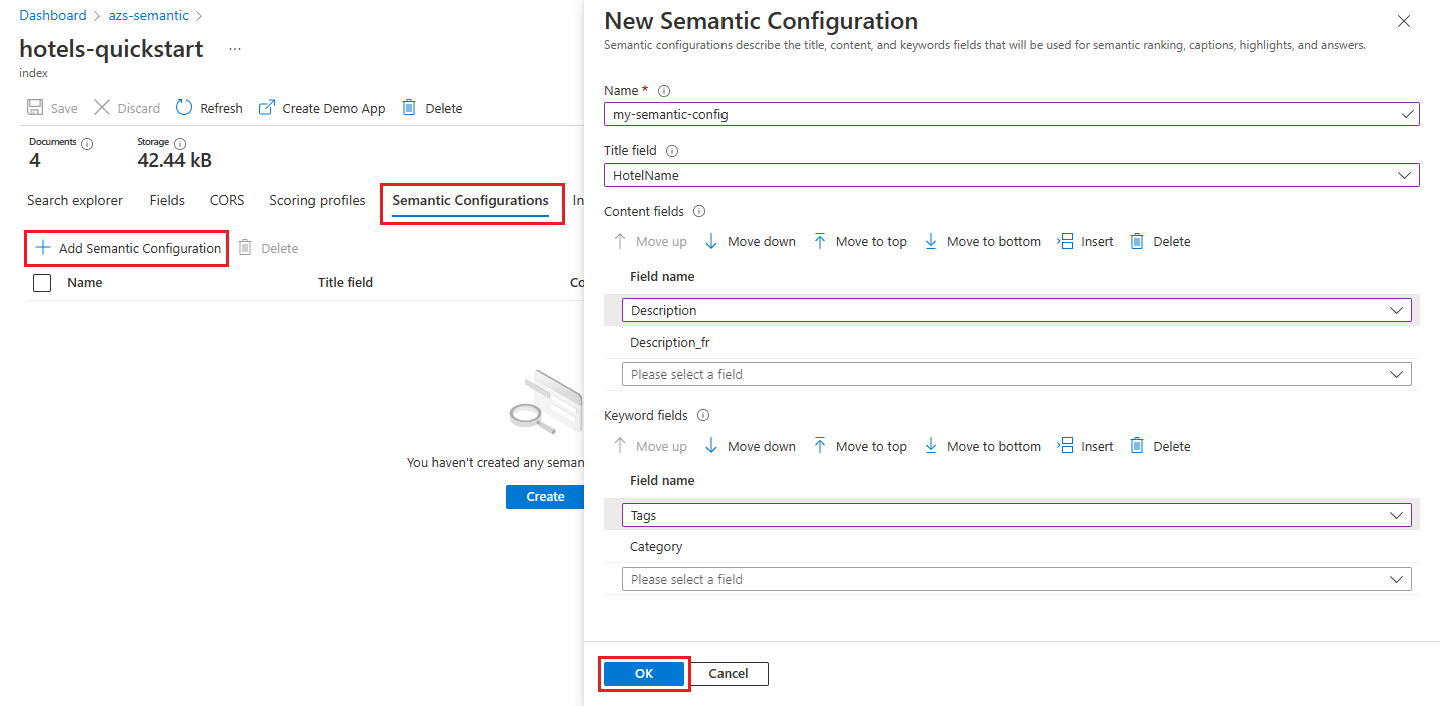 Dashboard > azs-semantic >
hotels-quickstart ...
index
Save Discard Refresh Create Demo App Delete
Documents Storage
4 42.44 kB
Search explorer Fields CORS Scoring profiles Semantic Configurations In
Add Semantic Configuration Delete
Name Title field Co
You haven't created any seman
Create
New Semantic Configuration
Semantic configurations describe the title, content, and keywords fields that will be used for semantic ranking, captions, highlights, and answers.
Name *
my-semantic-config
Title field
HotelName
Content fields
Move up Move down Move to top Move to bottom Insert Delete
Field name
Description
Description_fr
Please select a field
Keyword fields
Move up Move down Move to top Move to bottom Insert Delete
Field name
Tags
Category
Please select a field
OK Cancel